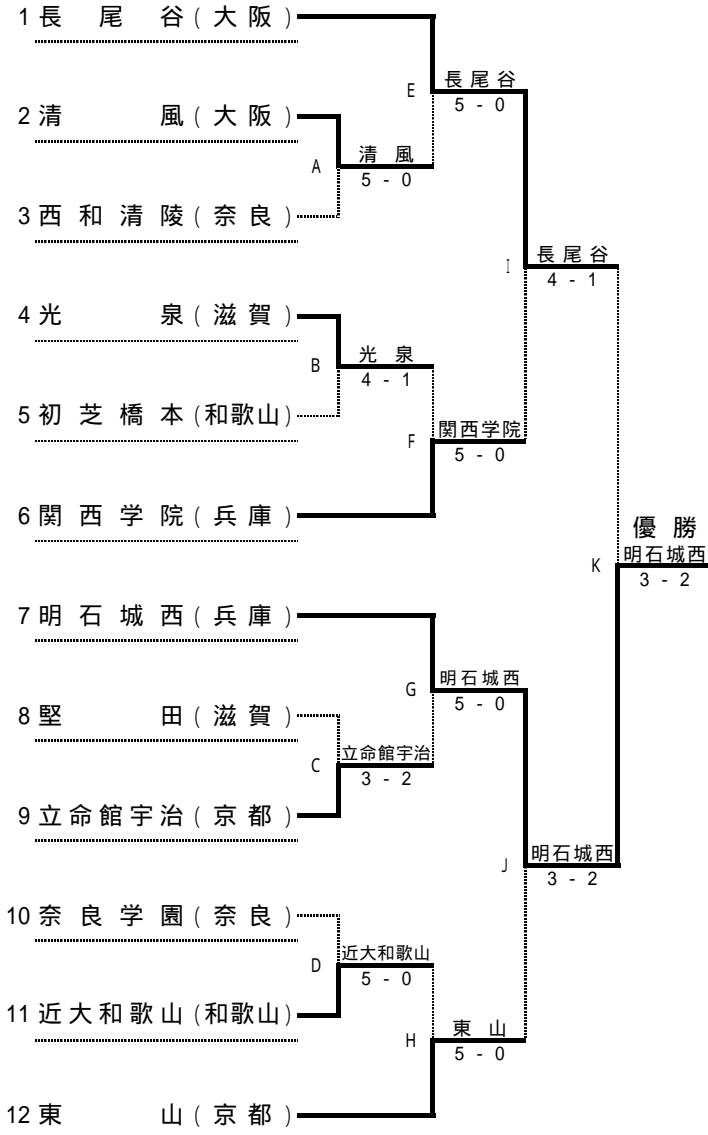 1 長尾谷(大阪)
長尾谷
E
5 - 0
2 清風(大阪)
清風
A
5 - 0
3 西和清陵(奈良)
長尾谷
I
4 - 1
4 光泉(滋賀)
光泉
B
4 - 1
5 初芝橋本(和歌山)
関西学院
F
5 - 0
6 関西学院(兵庫)
優勝
明石城西
K
3 - 2
7 明石城西(兵庫)
明石城西
G
5 - 0
8 堅田(滋賀)
立命館宇治
C
3 - 2
9 立命館宇治(京都)
明石城西
J
3 - 2
10 奈良学園(奈良)
近大和歌山
D
5 - 0
11 近大和歌山(和歌山)
東山
H
5 - 0
12 東山(京都)